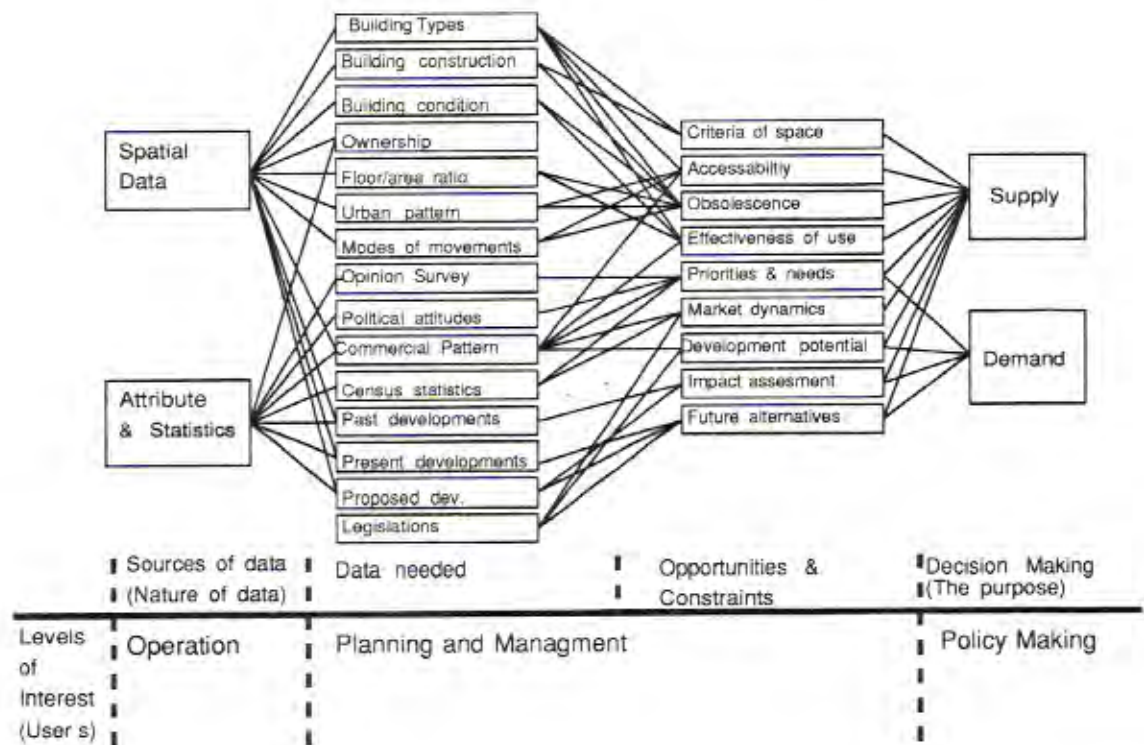 Spatial
Data
Attribute
& Statistics
Building Types
Building construction
Building condition
Ownership
Floor/area ratio
Urban pattern
Modes of movements
Opinion Survey
Political attitudes
Commercial Pattern
Census statistics
Past developments
Present developments
Proposed dev.
Legislations
Criteria of space
Accessabiltiy
Obsolescence
Effectiveness of use
Priorities & needs
Market dynamics
Development potential
Impact assesment
Future alternatives
Supply
Demand
Sources of data
(Nature of data)
Data needed
Opportunities &
Constraints
Decision Making
(The purpose)
Levels
of
Interest
(User s)
Operation
Planning and Managment
Policy Making